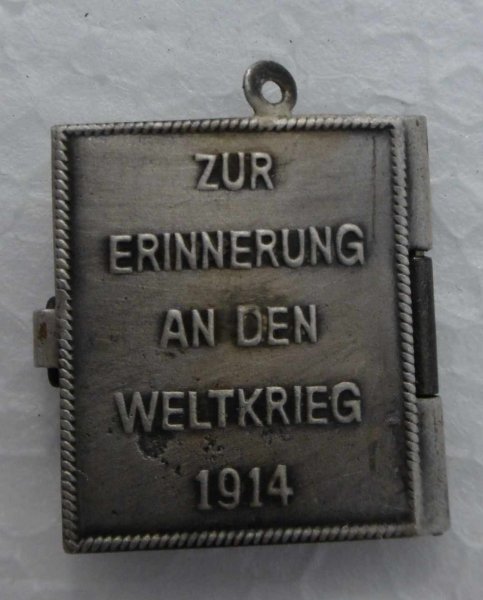 ZUR
ERINNERUNG
AN DEN
WELTKRIEG
1914